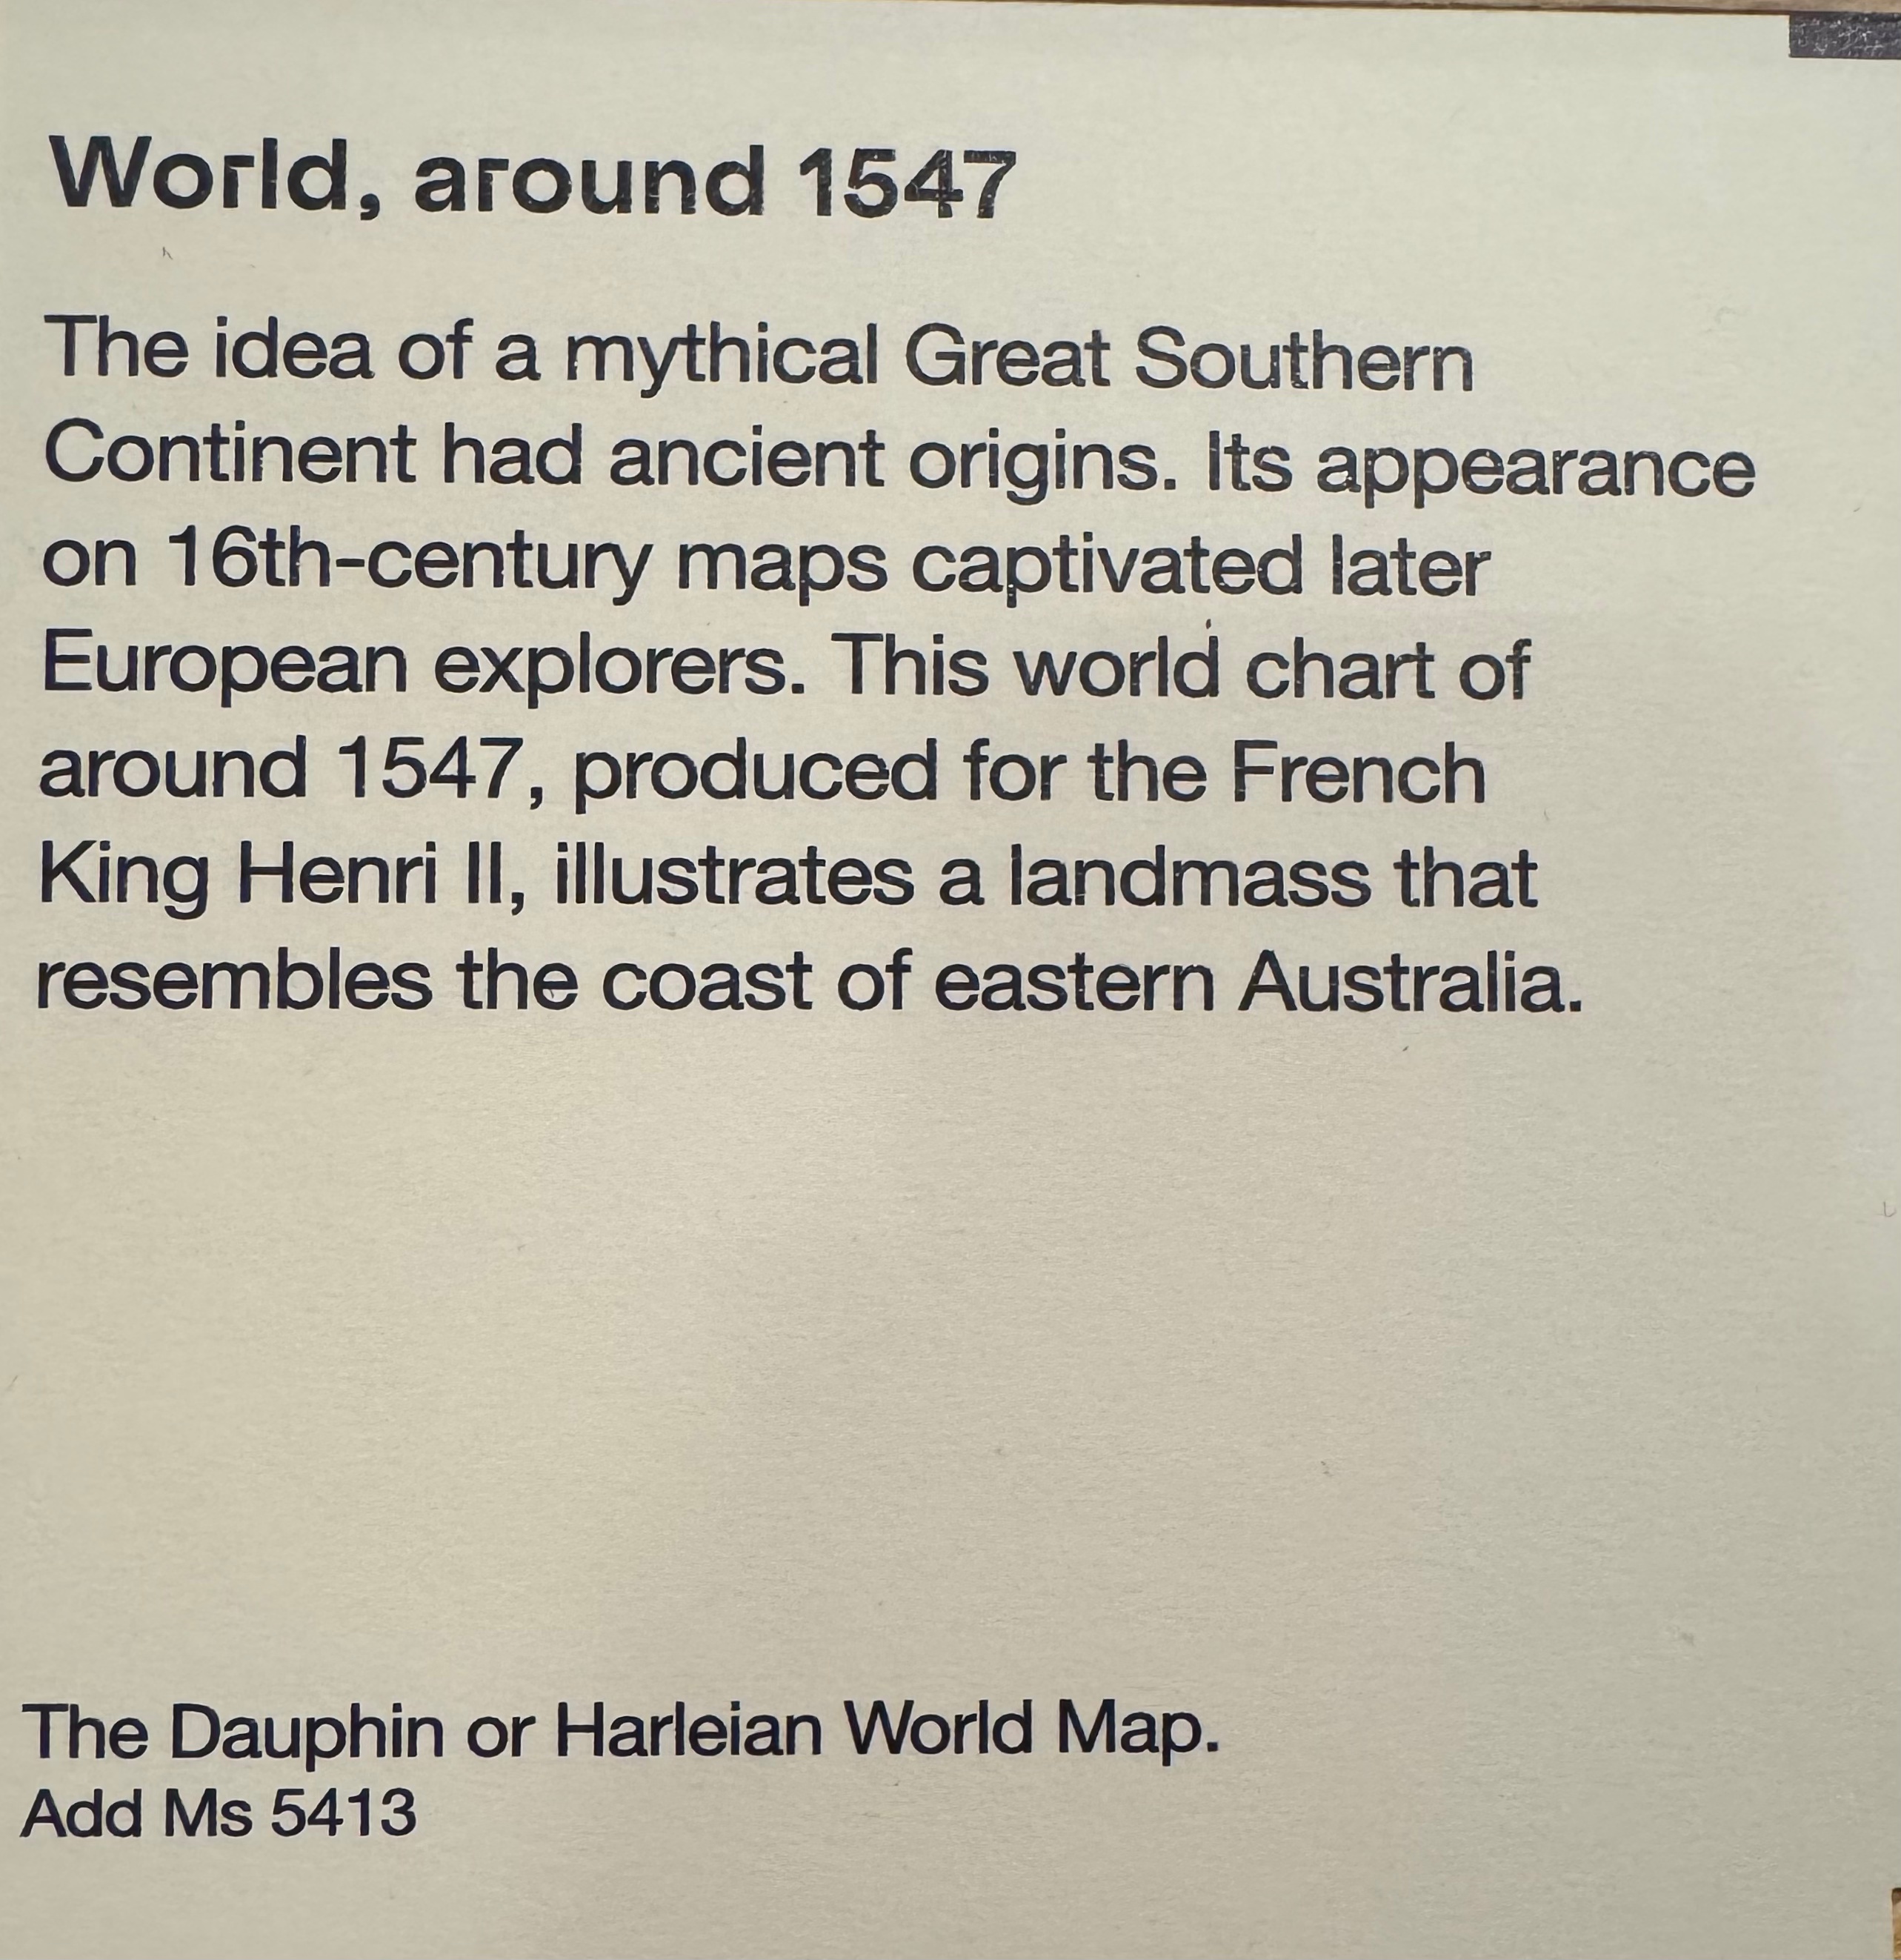 World, around 1547
The idea of a mythical Great Southern
Continent had ancient origins. Its appearance
on 16th-century maps captivated later
European explorers. This world chart of
around 1547, produced for the French
King Henri II, illustrates a landmass that
resembles the coast of eastern Australia.
The Dauphin or Harleian World Map.
Add Ms 5413